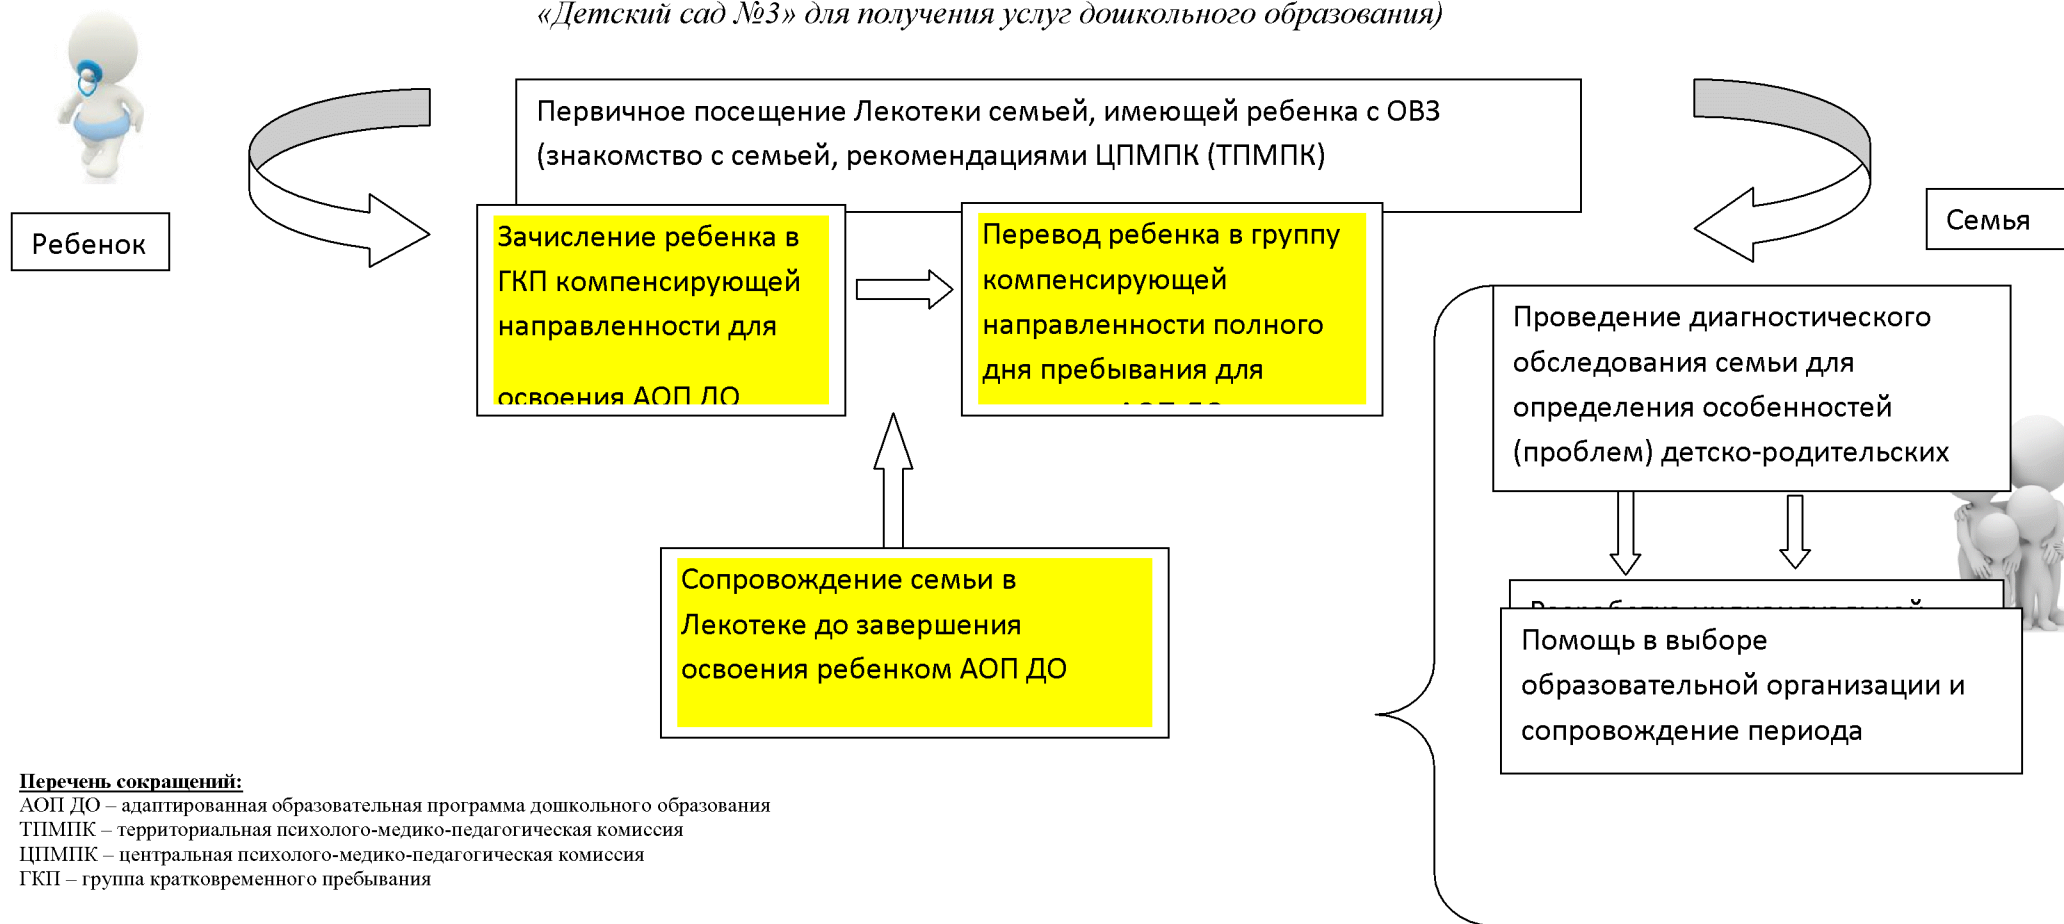 «Детский сад №3» для получения услуг дошкольного образования)
Первичное посещение Лекотеки семьей, имеющей ребенка с ОВЗ
(знакомство с семьей, рекомендациями ЦПМПК (ТПМПК)
Ребенок
Семья
Зачисление ребенка в
ГКП компенсирующей
направленности для
освоения АОП ДО
Перевод ребенка в группу
компенсирующей
направленности полного
дня пребывания для
АОП ДО
Проведение диагностического
обследования семьи для
определения особенностей
(проблем) детско-родительских
Сопровождение семьи в
Лекотеке до завершения
освоения ребенком АОП ДО
Помощь в выборе
образовательной организации и
сопровождение периода
Перечень сокращений:
АОП ДО – адаптированная образовательная программа дошкольного образования
ТПМПК – территориальная психолого-медико-педагогическая комиссия
ЦПМПК – центральная психолого-медико-педагогическая комиссия
ГКП – группа кратковременного пребывания